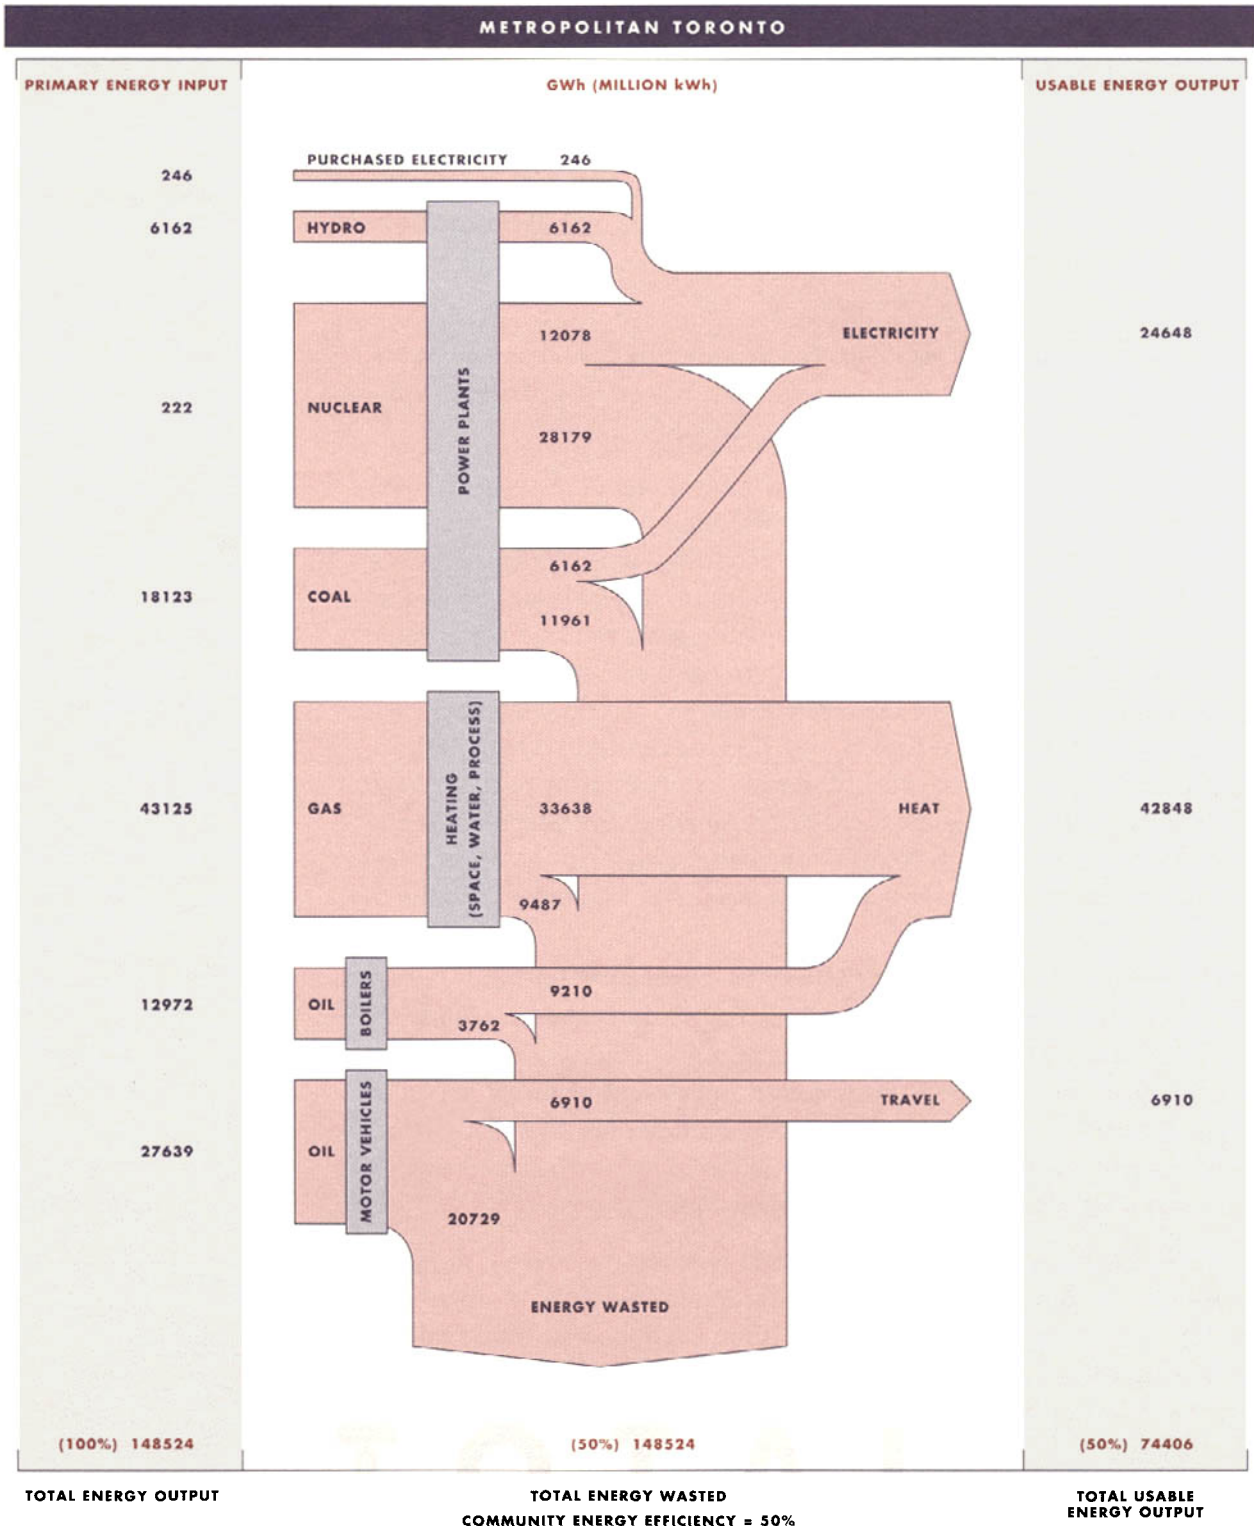 METROPOLITAN TORONTO
PRIMARY ENERGY INPUT
GWh (MILLION kWh)
USABLE ENERGY OUTPUT
PURCHASED ELECTRICITY 246
246
6162
HYDRO
6162
12078
ELECTRICITY
24648
POWER PLANTS
222
NUCLEAR
28179
6162
18123
COAL
11961
HEATING
(SPACE, WATER, PROCESS)
43125
GAS
33638
HEAT
42848
9487
BOILERS
9210
12972
OIL
3762
MOTOR VEHICLES
6910
TRAVEL
6910
27639
OIL
20729
ENERGY WASTED
(100%) 148524
(50%) 148524
(50%) 74406
TOTAL ENERGY OUTPUT
TOTAL ENERGY WASTED
TOTAL USABLE
ENERGY OUTPUT
COMMUNITY ENERGY EFFICIENCY = 50%